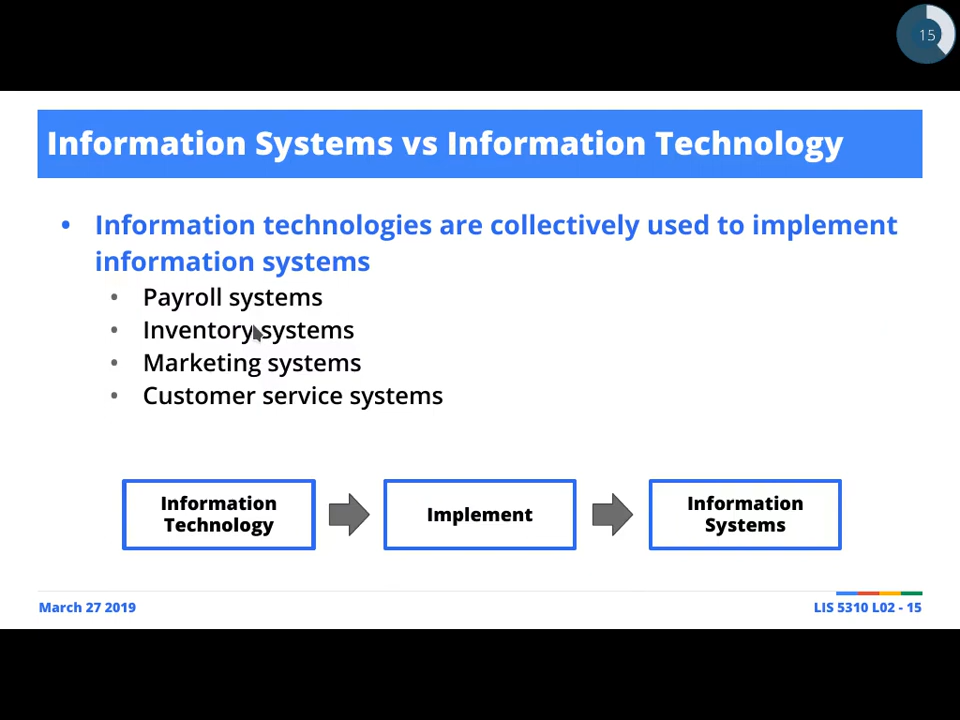 15
Information Systems vs Information Technology
• Information technologies are collectively used to implement
information systems
• Payroll systems
• Inventory systems
• Marketing systems
• Customer service systems
Information
Technology
Implement
Information
Systems
March 27 2019
LIS 5310 L02 - 15